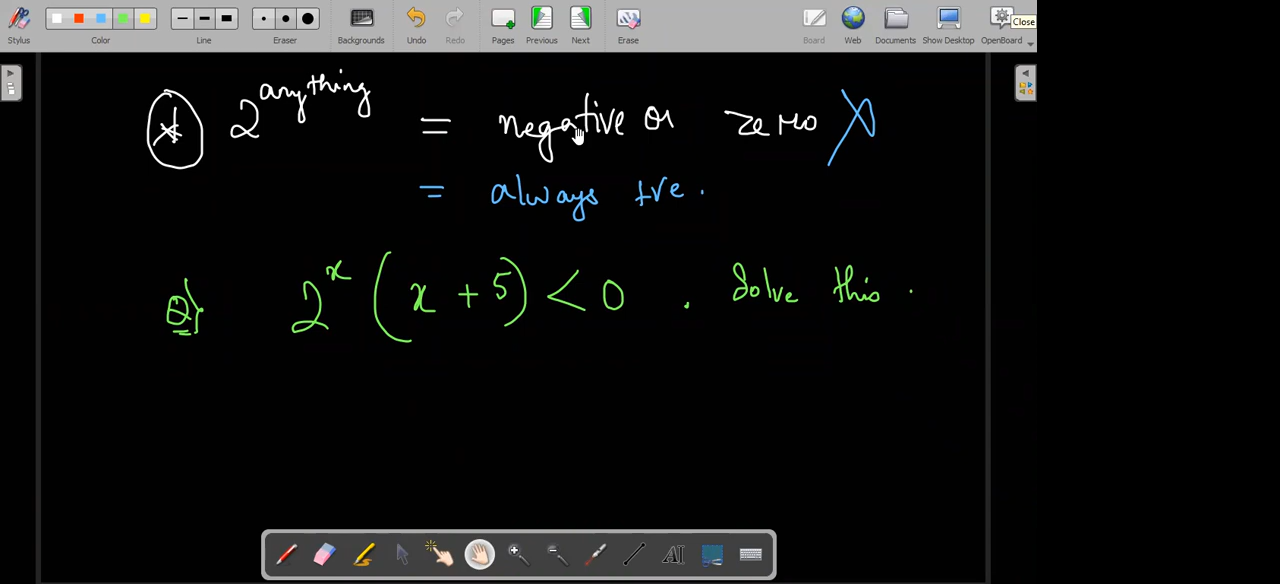 Stylus Color Line Eraser Backgrounds Undo Redo Pages Previous Next Erase Board Web Documents Show Desktop OpenBoard Close
* 2^anything = negative or zero X
= always +ve.
Q) 2^x (x + 5) < 0 . Solve this .
AI